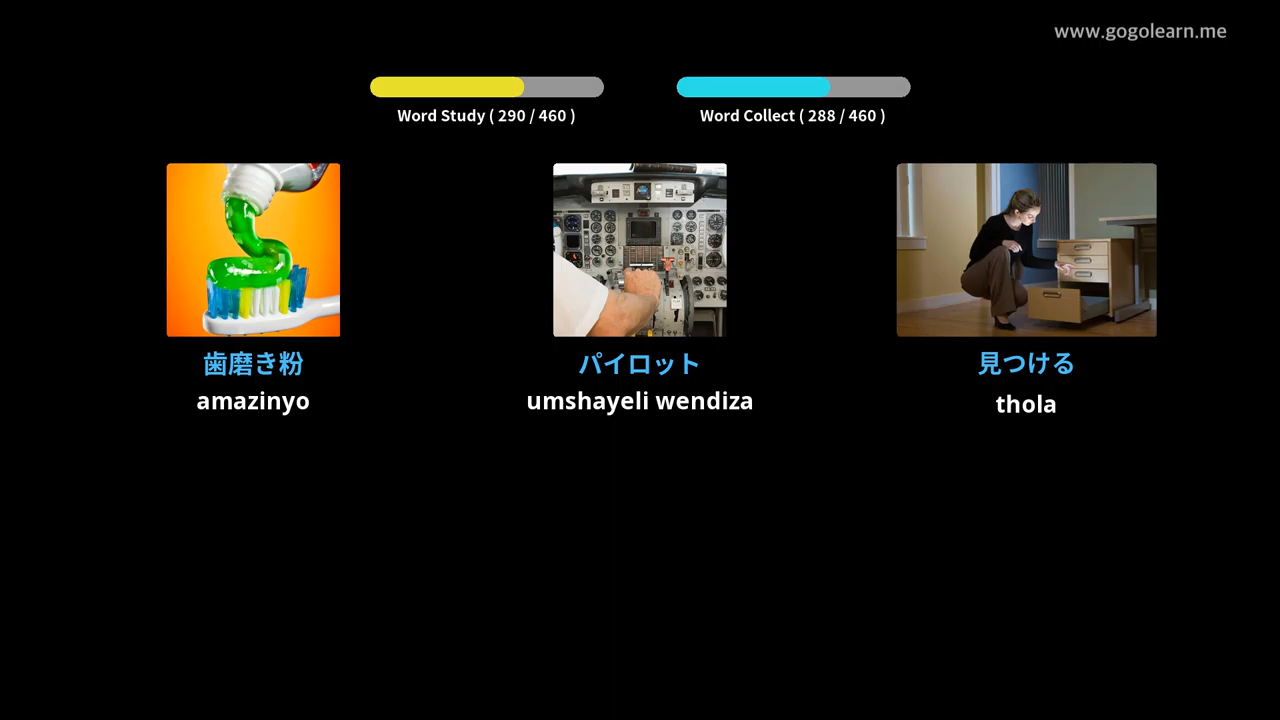 www.gogolearn.me
Word Study ( 290 / 460 )
Word Collect ( 288 / 460 )
歯磨き粉
amazinyo
パイロット
umshayeli wendiza
見つける
thola